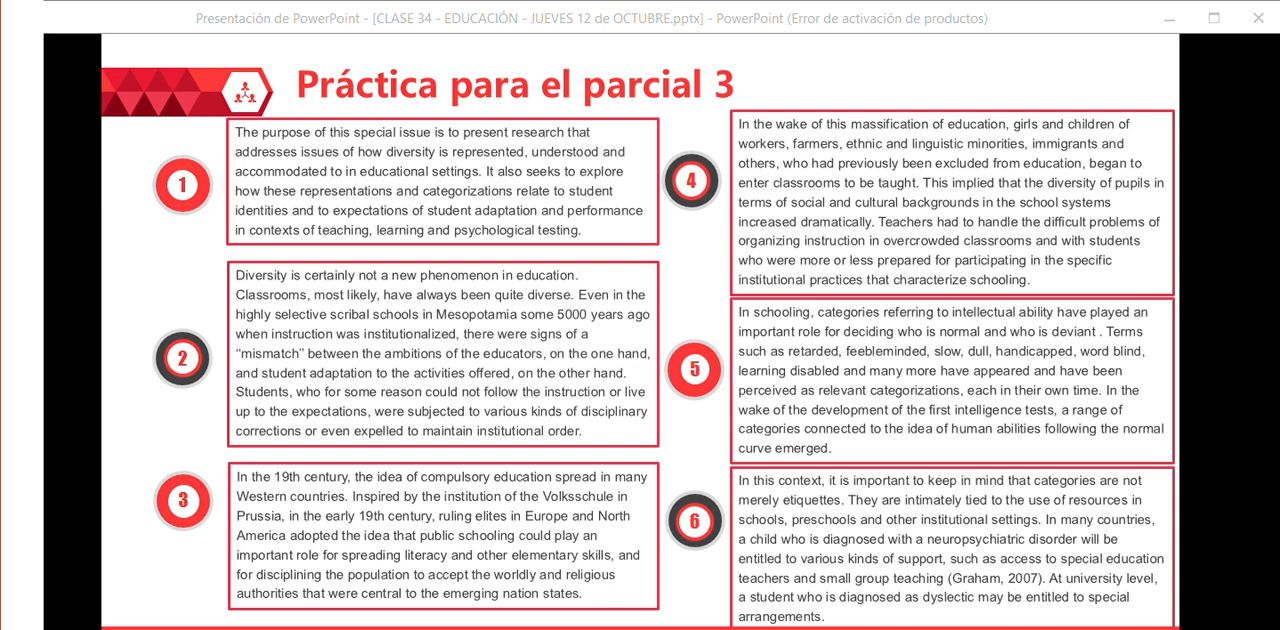 Presentación de PowerPoint - [CLASE 34 - EDUCACIÓN - JUEVES 12 de OCTUBRE.pptx] - PowerPoint (Error de activación de productos)
Práctica para el parcial 3
1
The purpose of this special issue is to present research that
addresses issues of how diversity is represented, understood and
accommodated to in educational settings. It also seeks to explore
how these representations and categorizations relate to student
identities and to expectations of student adaptation and performance
in contexts of teaching, learning and psychological testing.
2
Diversity is certainly not a new phenomenon in education.
Classrooms, most likely, have always been quite diverse. Even in the
highly selective scribal schools in Mesopotamia some 5000 years ago
when instruction was institutionalized, there were signs of a
“mismatch” between the ambitions of the educators, on the one hand,
and student adaptation to the activities offered, on the other hand.
Students, who for some reason could not follow the instruction or live
up to the expectations, were subjected to various kinds of disciplinary
corrections or even expelled to maintain institutional order.
3
In the 19th century, the idea of compulsory education spread in many
Western countries. Inspired by the institution of the Volksschule in
Prussia, in the early 19th century, ruling elites in Europe and North
America adopted the idea that public schooling could play an
important role for spreading literacy and other elementary skills, and
for disciplining the population to accept the worldly and religious
authorities that were central to the emerging nation states.
4
In the wake of this massification of education, girls and children of
workers, farmers, ethnic and linguistic minorities, immigrants and
others, who had previously been excluded from education, began to
enter classrooms to be taught. This implied that the diversity of pupils in
terms of social and cultural backgrounds in the school systems
increased dramatically. Teachers had to handle the difficult problems of
organizing instruction in overcrowded classrooms and with students
who were more or less prepared for participating in the specific
institutional practices that characterize schooling.
5
In schooling, categories referring to intellectual ability have played an
important role for deciding who is normal and who is deviant . Terms
such as retarded, feebleminded, slow, dull, handicapped, word blind,
learning disabled and many more have appeared and have been
perceived as relevant categorizations, each in their own time. In the
wake of the development of the first intelligence tests, a range of
categories connected to the idea of human abilities following the normal
curve emerged.
6
In this context, it is important to keep in mind that categories are not
merely etiquettes. They are intimately tied to the use of resources in
schools, preschools and other institutional settings. In many countries,
a child who is diagnosed with a neuropsychiatric disorder will be
entitled to various kinds of support, such as access to special education
teachers and small group teaching (Graham, 2007). At university level,
a student who is diagnosed as dyslectic may be entitled to special
arrangements.